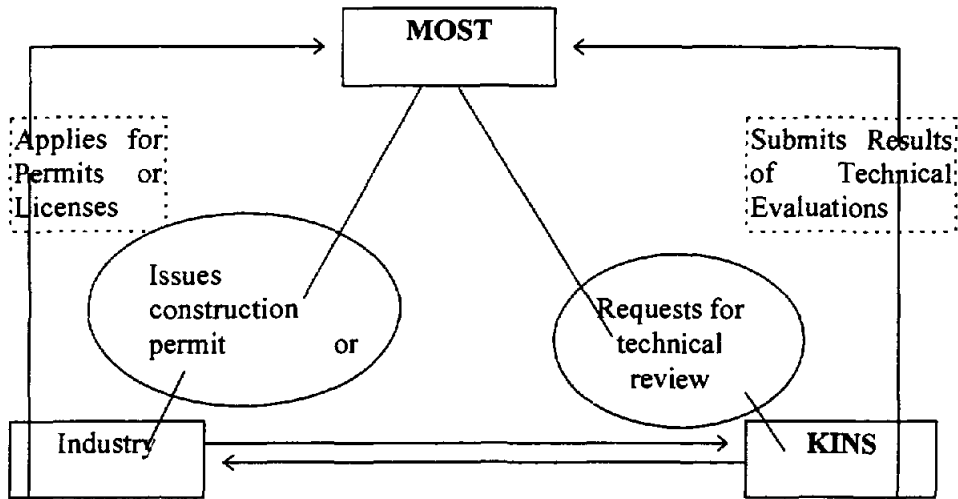 MOST
Applies for
Permits or
Licenses
Submits Results
of Technical
Evaluations
Issues
construction
permit or
Requests for
technical
review
Industry
KINS